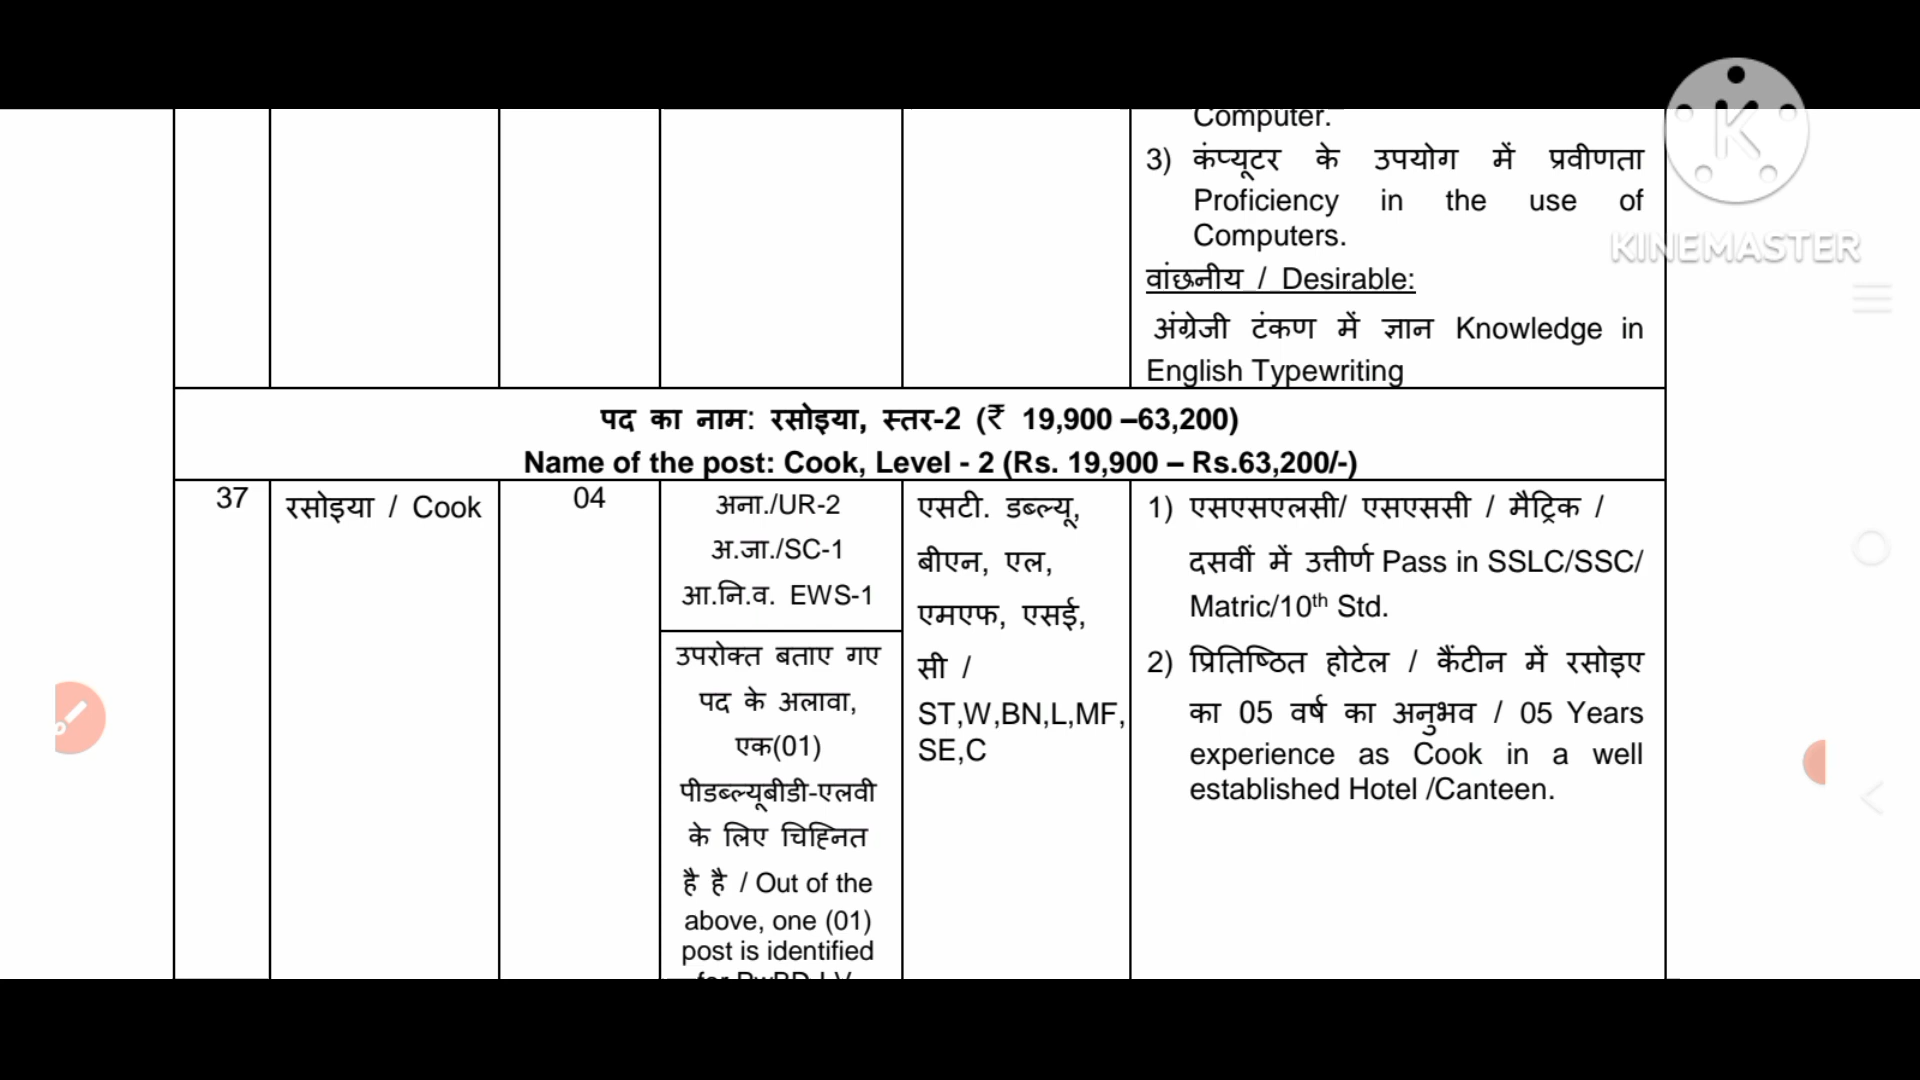 Computer.
3) कंप्यूटर के उपयोग में प्रवीणता
Proficiency in the use of
Computers.
वांछनीय / Desirable:
अंग्रेजी टंकण में ज्ञान Knowledge in
English Typewriting
पद का नाम: रसोइया, स्तर-2 (₹ 19,900 –63,200)
Name of the post: Cook, Level - 2 (Rs. 19,900 – Rs.63,200/-)
37
रसोइया / Cook
04
अना./UR-2
अ.जा./SC-1
आ.नि.व. EWS-1
उपरोक्त बताए गए
पद के अलावा,
एक(01)
पीडब्ल्यूबीडी-एलवी
के लिए चिह्नित
है है / Out of the
above, one (01)
post is identified
for PwBD-LV
एसटी. डब्ल्यू,
बीएन, एल,
एमएफ, एसई,
सी /
ST,W,BN,L,MF,
SE,C
1) एसएसएलसी/ एसएससी / मैट्रिक /
दसवीं में उत्तीर्ण Pass in SSLC/SSC/
Matric/10th Std.
2) प्रितिष्ठित होटेल / कैंटीन में रसोइए
का 05 वर्ष का अनुभव / 05 Years
experience as Cook in a well
established Hotel /Canteen.
K
KINEMASTER